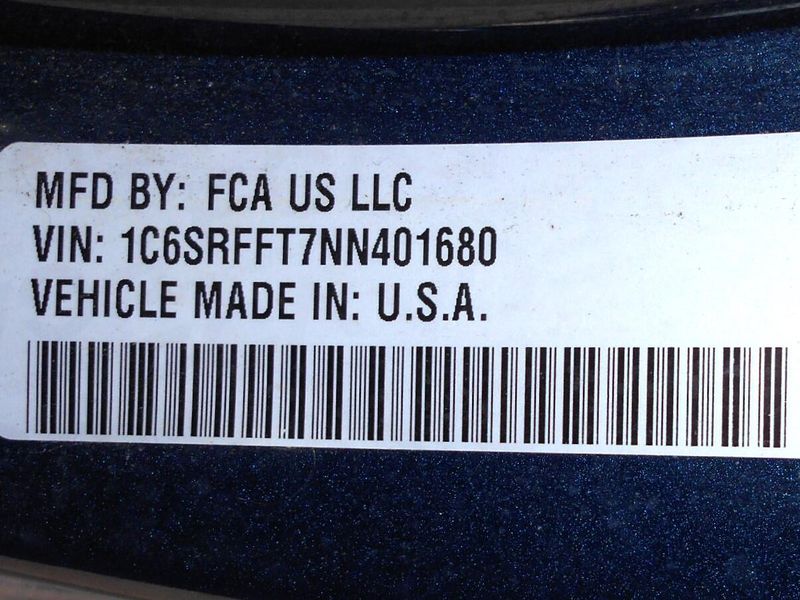 MFD BY: FCA US LLC
VIN: 1C6SRFFT7NN401680
VEHICLE MADE IN: U.S.A.